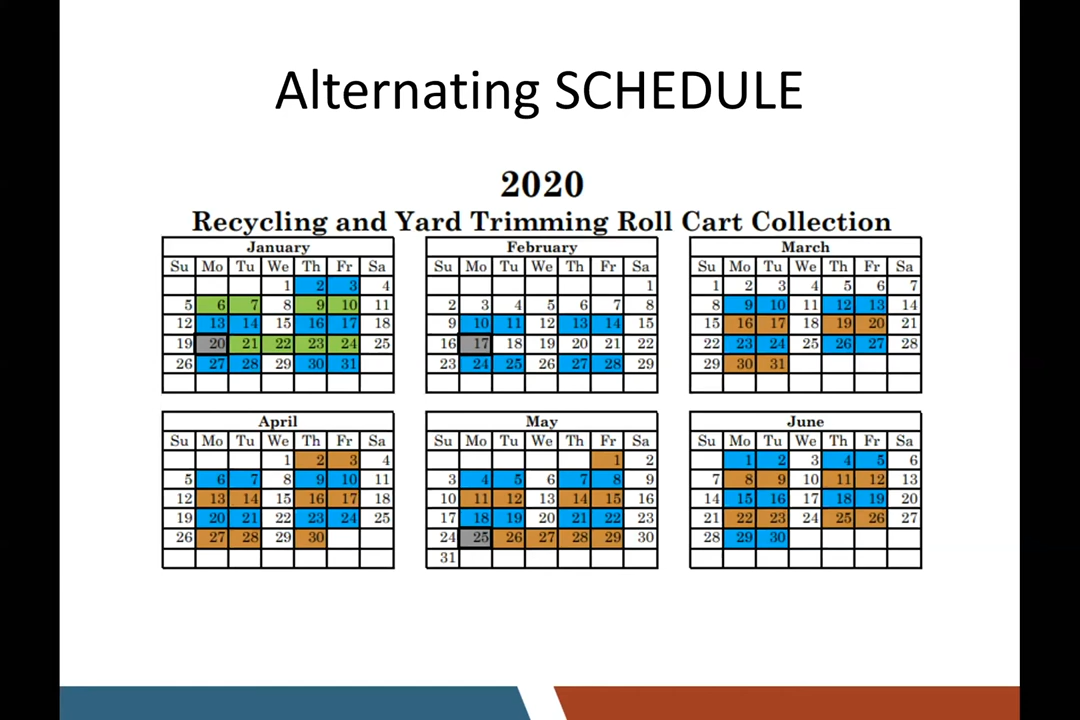 Alternating SCHEDULE
2020
Recycling and Yard Trimming Roll Cart Collection
January February March
Su Mo Tu We Th Fr Sa Su Mo Tu We Th Fr Sa Su Mo Tu We Th Fr Sa
1 2 3 4 1 1 2 3 4 5 6 7
5 6 7 8 9 10 11 2 3 4 5 6 7 8 8 9 10 11 12 13 14
12 13 14 15 16 17 18 9 10 11 12 13 14 15 15 16 17 18 19 20 21
19 20 21 22 23 24 25 16 17 18 19 20 21 22 22 23 24 25 26 27 28
26 27 28 29 30 31 23 24 25 26 27 28 29 29 30 31
April May June
Su Mo Tu We Th Fr Sa Su Mo Tu We Th Fr Sa Su Mo Tu We Th Fr Sa
1 2 3 4 1 2 1 2 3 4 5 6
5 6 7 8 9 10 11 3 4 5 6 7 8 9 7 8 9 10 11 12 13
12 13 14 15 16 17 18 10 11 12 13 14 15 16 14 15 16 17 18 19 20
19 20 21 22 23 24 25 17 18 19 20 21 22 23 21 22 23 24 25 26 27
26 27 28 29 30 24 25 26 27 28 29 30 28 29 30
31